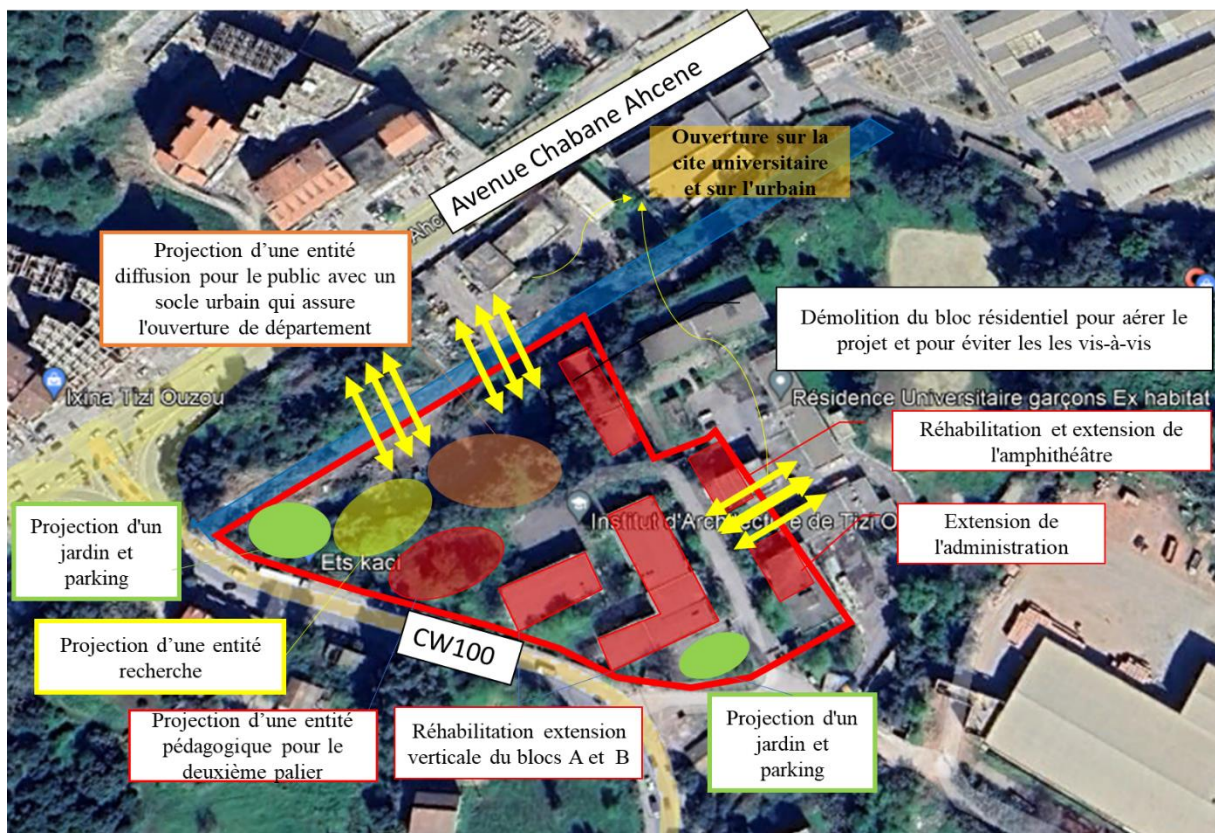 Avenue Chabane Ahcene
Ouverture sur la
cite universitaire
et sur l'urbain
Projection d’une entité
diffusion pour le public avec un
socle urbain qui assure
l'ouverture de département
Démolition du bloc résidentiel pour aérer le
projet et pour éviter les les vis-à-vis
Ixina Tizi Ouzou
Résidence Universitaire garçons Ex habitat
Réhabilitation et extension de
l'amphithéâtre
Institut d'Architecture de Tizi O
Extension de
l'administration
Projection d'un
jardin et
parking
Ets kaci
CW100
Projection d’une entité
recherche
Projection d’une entité
pédagogique pour le
deuxième palier
Réhabilitation extension
verticale du blocs A et B
Projection d'un
jardin et
parking